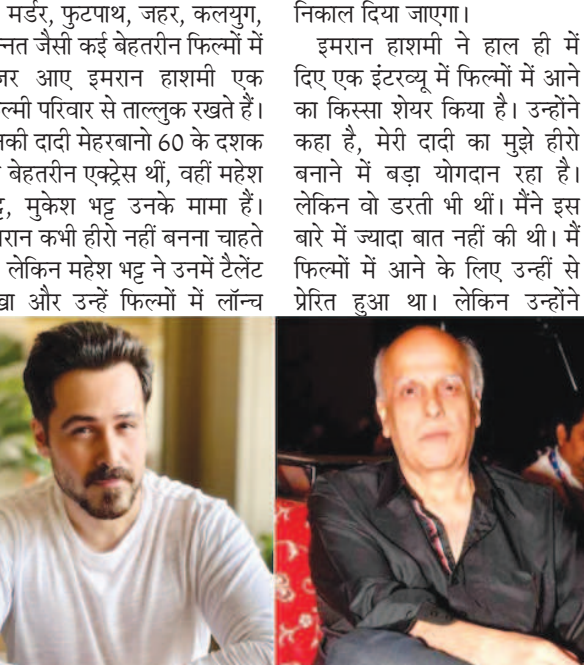 मर्डर, फुटपाथ, जहर, कलयुग,
न्नत जैसी कई बेहतरीन फिल्मों में
जर आए इमरान हाशमी एक
ल्मी परिवार से ताल्लुक रखते हैं।
नकी दादी मेहरबानो 60 के दशक
बेहतरीन एक्ट्रेस थीं, वहीं महेश
ट्ट, मुकेश भट्ट उनके मामा हैं।
मरान कभी हीरो नहीं बनना चाहते
लेकिन महेश भट्ट ने उनमें टैलेंट
खा और उन्हें फिल्मों में लॉन्च
निकाल दिया जाएगा।
इमरान हाशमी ने हाल ही में
दिए एक इंटरव्यू में फिल्मों में आने
का किस्सा शेयर किया है। उन्होंने
कहा है, मेरी दादी का मुझे हीरो
बनाने में बड़ा योगदान रहा है।
लेकिन वो डरती भी थीं। मैंने इस
बारे में ज्यादा बात नहीं की थी। मैं
फिल्मों में आने के लिए उन्हीं से
प्रेरित हुआ था। लेकिन उन्होंने